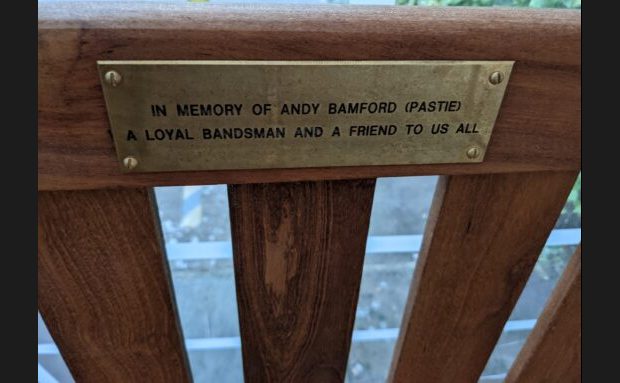 IN MEMORY OF ANDY BAMFORD (PASTIE)
A LOYAL BANDSMAN AND A FRIEND TO US ALL